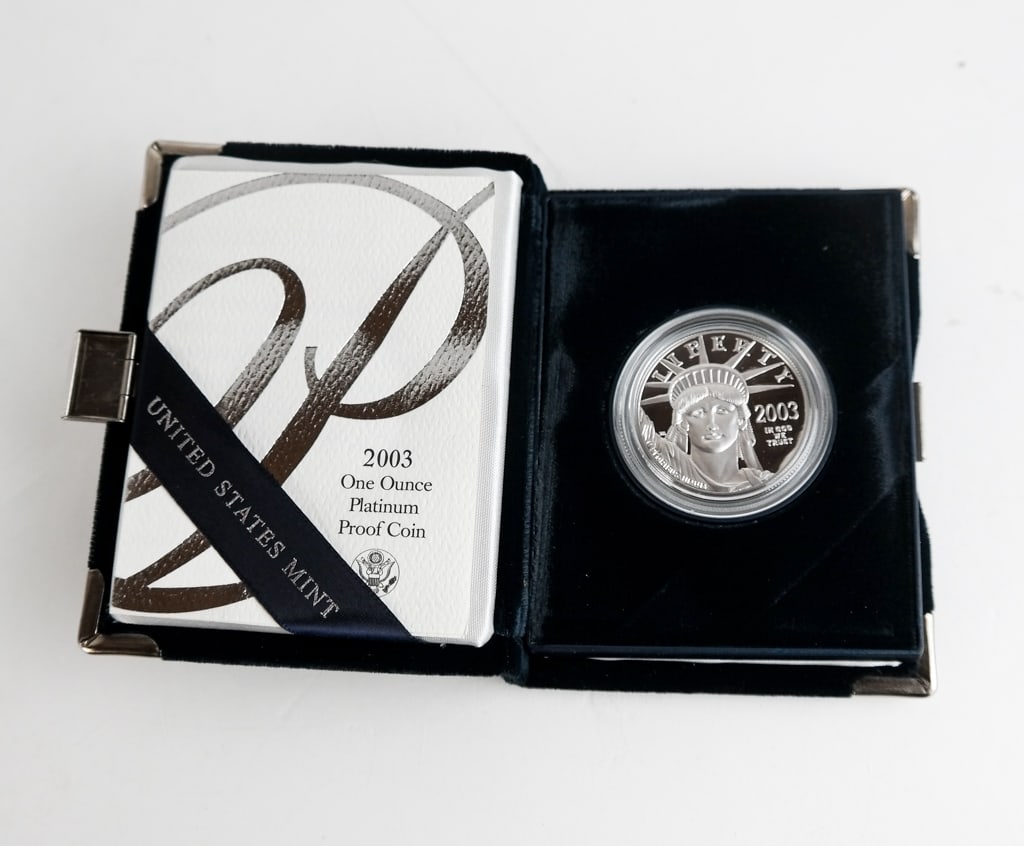 UNITED STATES MINT
2003
One Ounce
Platinum
Proof Coin
LIBERTY
2003
IN GOD
WE
TRUST